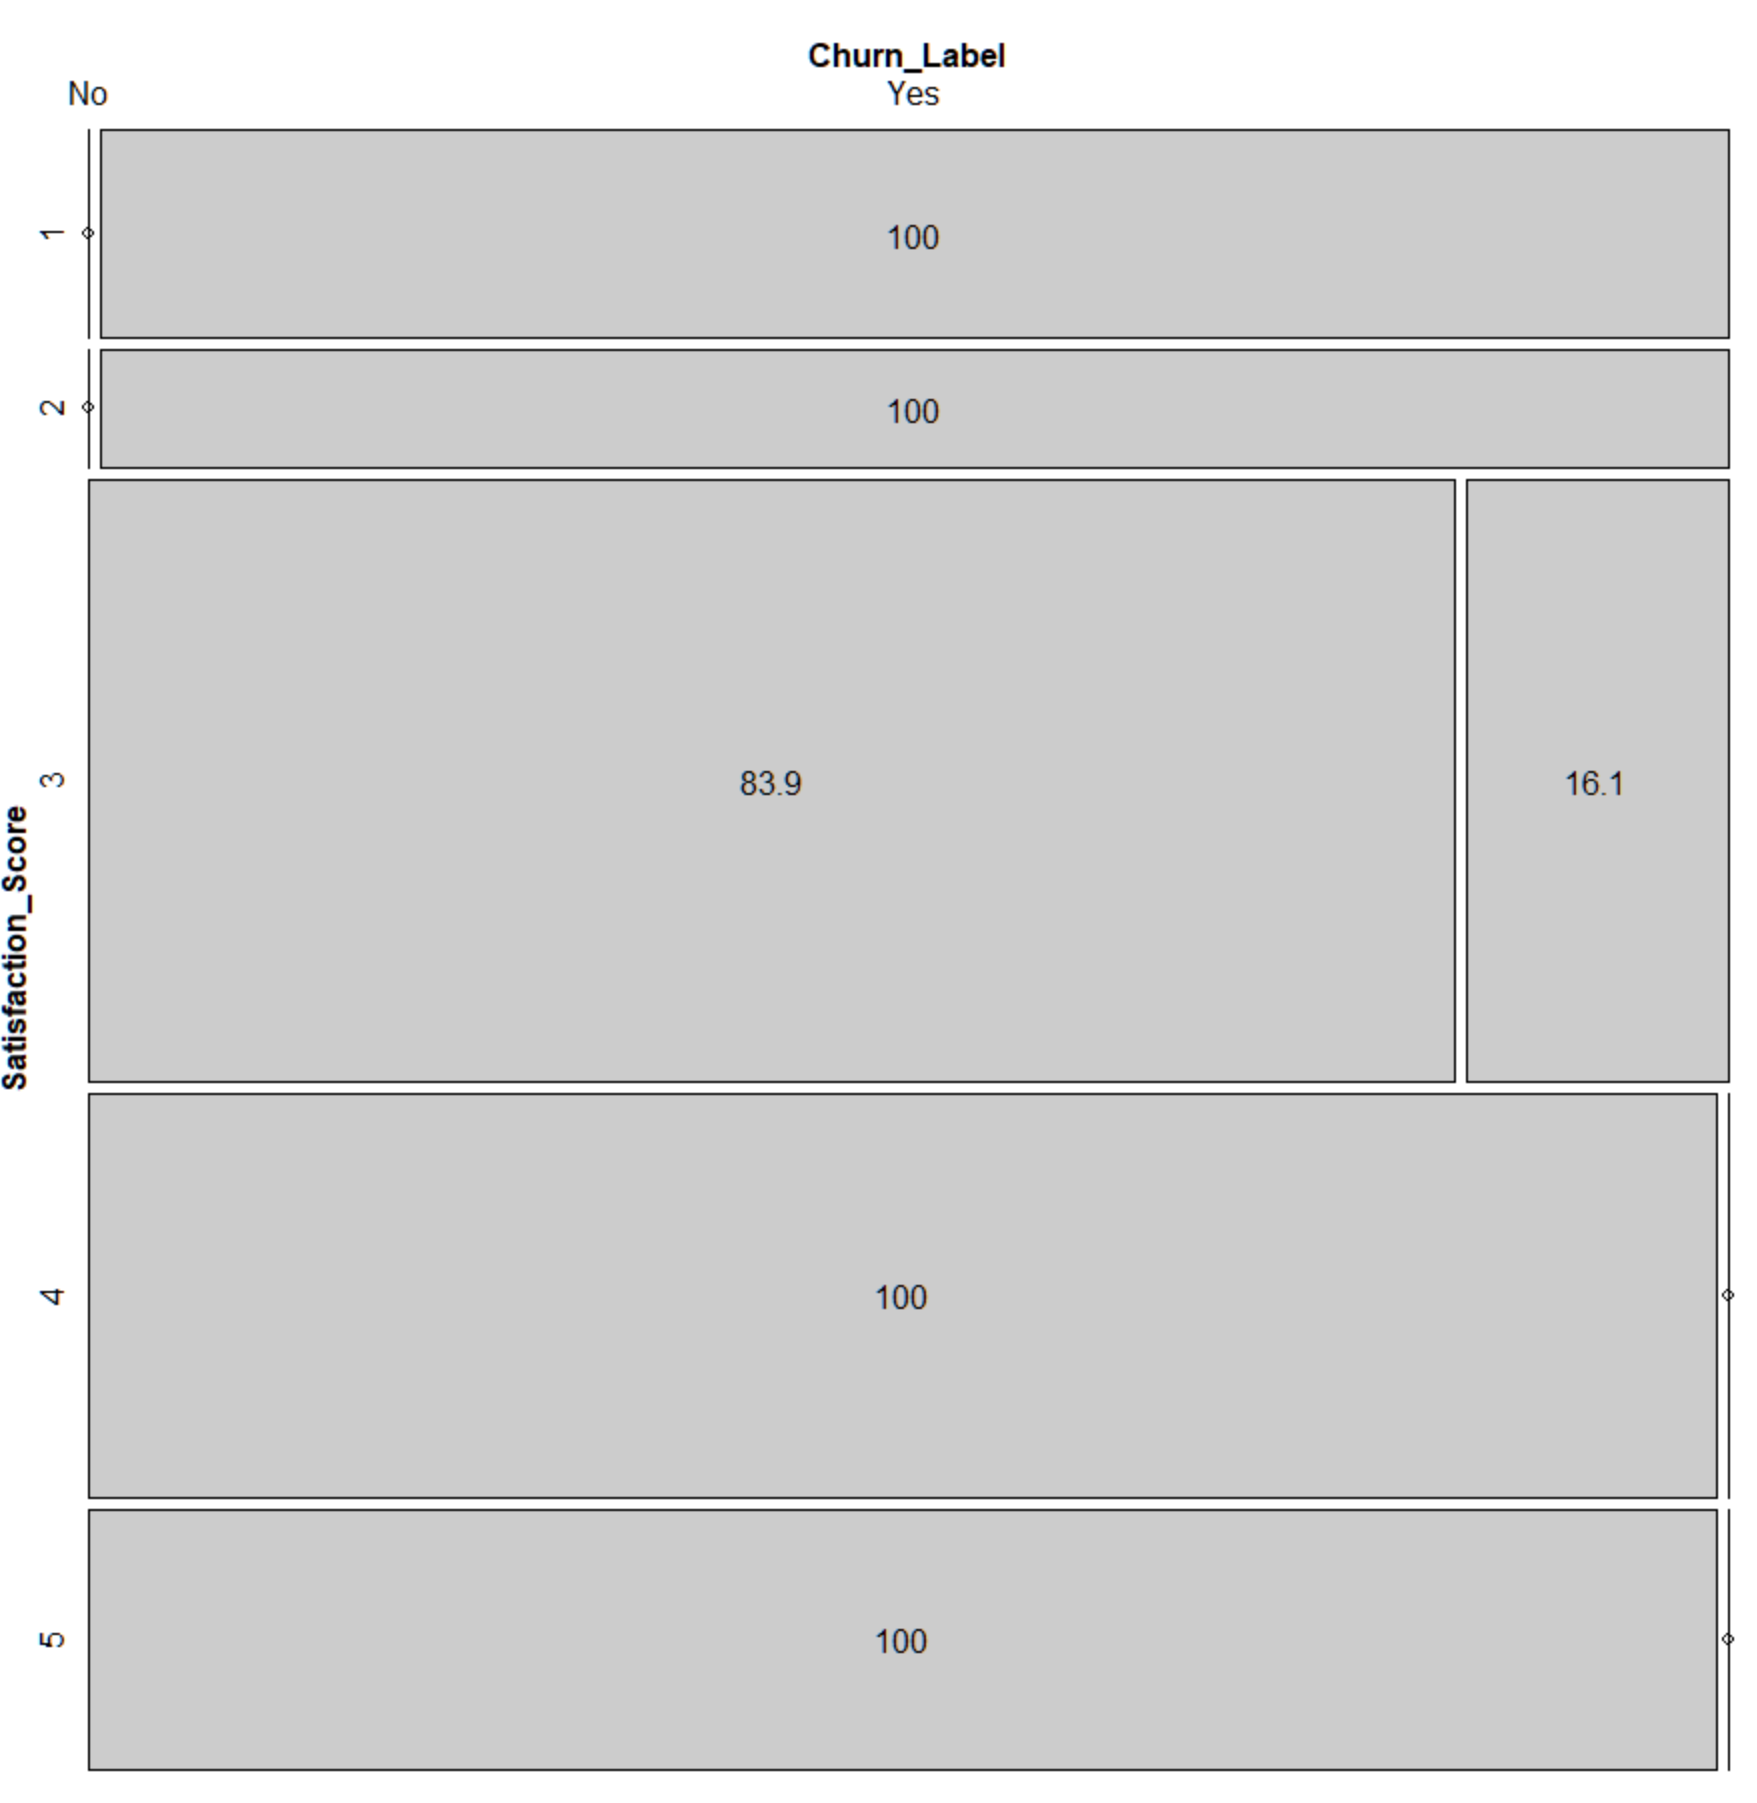 Churn_Label
No Yes
1 100
2 100
3 83.9 16.1
Satisfaction_Score
4 100
5 100